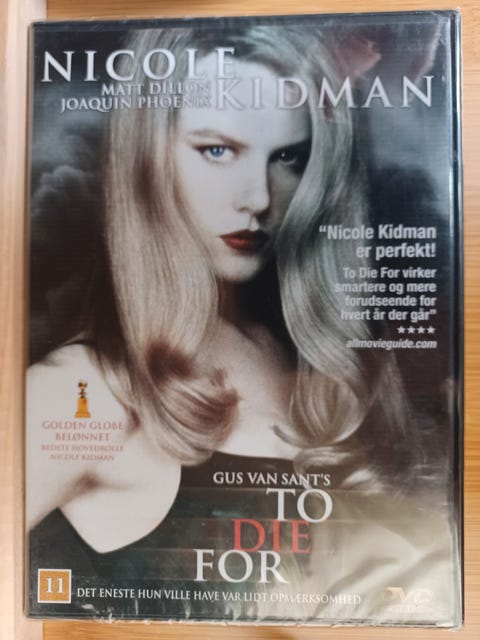 NICOLE
MATT DILLON
JOAQUIN PHOENIX
KIDMAN
"Nicole Kidman
er perfekt!
To Die For virker
smartere og mere
forudseende for
hvert år der går"
★★★★
allmovieguide.com
GOLDEN GLOBE
BELØNNET
BEDSTE HOVEDROLLE
NICOLE KIDMAN
GUS VAN SANT'S
TO
DIE
FOR
11
DET ENESTE HUN VILLE HAVE VAR LIDT OPMÆRKSOMHED
DVD